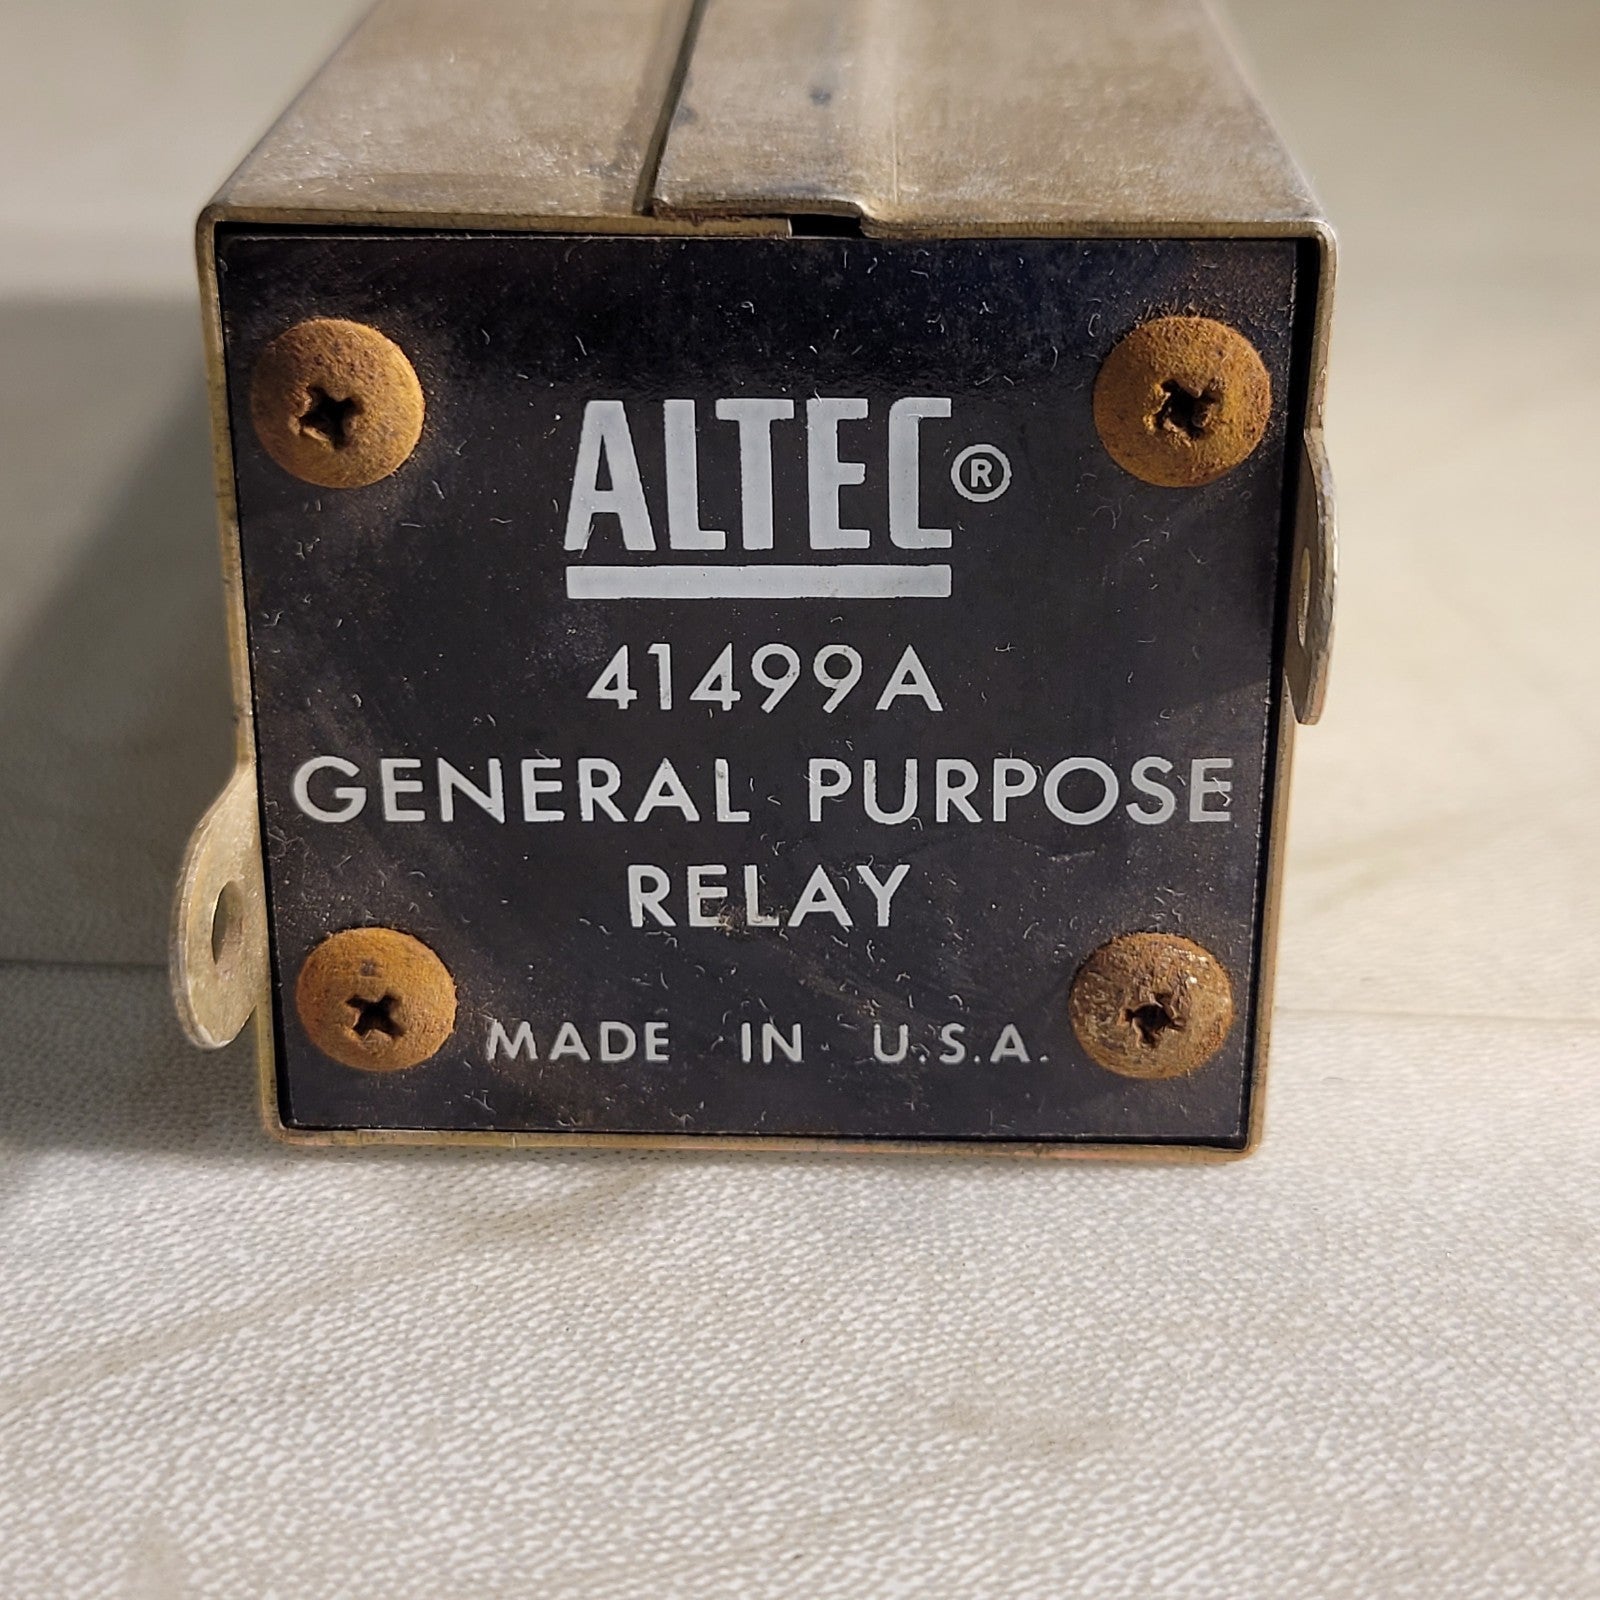 ALTEC®
41499A
GENERAL PURPOSE
RELAY
MADE IN U.S.A.